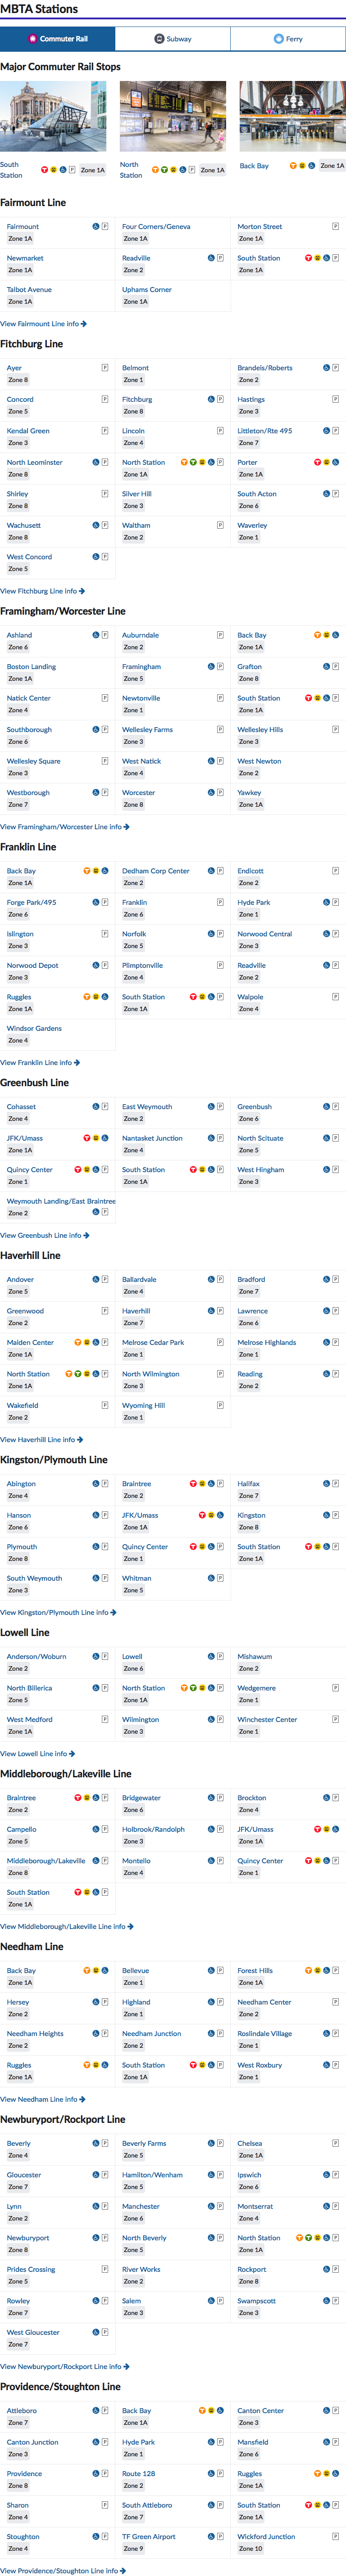 MBTA Stations
Commuter Rail Subway Ferry
Major Commuter Rail Stops
South Station T P Zone 1A
North Station T T P Zone 1A
Back Bay T Zone 1A
Fairmount Line
Fairmount P Four Corners/Geneva Morton Street P
Zone 1A Zone 1A Zone 1A
Newmarket Readville P South Station T P
Zone 1A Zone 2 Zone 1A
Talbot Avenue Uphams Corner
Zone 1A Zone 1A
View Fairmount Line info
Fitchburg Line
Ayer P Belmont Brandeis/Roberts P
Zone 8 Zone 1 Zone 2
Concord P Fitchburg P Hastings P
Zone 5 Zone 8 Zone 3
Kendal Green P Lincoln P Littleton/Rte 495 P
Zone 3 Zone 4 Zone 7
North Leominster P North Station T T P Porter T
Zone 8 Zone 1A Zone 1A
Shirley P Silver Hill South Acton P
Zone 8 Zone 3 Zone 6
Wachusett P Waltham P Waverley
Zone 8 Zone 2 Zone 1
West Concord P
Zone 5
View Fitchburg Line info
Framingham/Worcester Line
Ashland P Auburndale P Back Bay T
Zone 6 Zone 2 Zone 1A
Boston Landing Framingham P Grafton P
Zone 1A Zone 5 Zone 8
Natick Center P Newtonville P South Station T P
Zone 4 Zone 1 Zone 1A
Southborough P Wellesley Farms P Wellesley Hills P
Zone 6 Zone 3 Zone 3
Wellesley Square P West Natick P West Newton
Zone 3 Zone 4 Zone 2
Westborough P Worcester P Yawkey
Zone 7 Zone 8 Zone 1A
View Framingham/Worcester Line info
Franklin Line
Back Bay T Dedham Corp Center P Endicott P
Zone 1A Zone 2 Zone 2
Forge Park/495 P Franklin P Hyde Park P
Zone 6 Zone 6 Zone 1
Islington P Norfolk P Norwood Central P
Zone 3 Zone 5 Zone 3
Norwood Depot P Plimptonville P Readville P
Zone 3 Zone 4 Zone 2
Ruggles T South Station T P Walpole P
Zone 1A Zone 1A Zone 4
Windsor Gardens
Zone 4
View Franklin Line info
Greenbush Line
Cohasset P East Weymouth P Greenbush P
Zone 4 Zone 2 Zone 6
JFK/Umass T Nantasket Junction P North Scituate P
Zone 1A Zone 4 Zone 5
Quincy Center T P South Station T P West Hingham P
Zone 1 Zone 1A Zone 3
Weymouth Landing/East Braintree
Zone 2 P
View Greenbush Line info
Haverhill Line
Andover P Ballardvale P Bradford P
Zone 5 Zone 4 Zone 7
Greenwood P Haverhill P Lawrence P
Zone 2 Zone 7 Zone 6
Malden Center T P Melrose Cedar Park P Melrose Highlands P
Zone 1A Zone 1 Zone 1
North Station T T P North Wilmington P Reading P
Zone 1A Zone 3 Zone 2
Wakefield P Wyoming Hill P
Zone 2 Zone 1
View Haverhill Line info
Kingston/Plymouth Line
Abington P Braintree T P Halifax P
Zone 4 Zone 2 Zone 7
Hanson P JFK/Umass T Kingston P
Zone 6 Zone 1A Zone 8
Plymouth P Quincy Center T P South Station T P
Zone 8 Zone 1 Zone 1A
South Weymouth P Whitman P
Zone 3 Zone 5
View Kingston/Plymouth Line info
Lowell Line
Anderson/Woburn P Lowell P Mishawum
Zone 2 Zone 6 Zone 2
North Billerica P North Station T T P Wedgemere P
Zone 5 Zone 1A Zone 1
West Medford P Wilmington P Winchester Center P
Zone 1 Zone 3 Zone 1
View Lowell Line info
Middleborough/Lakeville Line
Braintree T P Bridgewater P Brockton P
Zone 2 Zone 6 Zone 4
Campello P Holbrook/Randolph P JFK/Umass T
Zone 5 Zone 3 Zone 1A
Middleborough/Lakeville P Montello P Quincy Center T P
Zone 8 Zone 4 Zone 1
South Station T P
Zone 1A
View Middleborough/Lakeville Line info
Needham Line
Back Bay T Bellevue P Forest Hills T P
Zone 1A Zone 1 Zone 1A
Hersey P Highland P Needham Center P
Zone 2 Zone 1 Zone 2
Needham Heights P Needham Junction P Roslindale Village P
Zone 2 Zone 2 Zone 1
Ruggles T South Station T P West Roxbury P
Zone 1A Zone 1A Zone 1
View Needham Line info
Newburyport/Rockport Line
Beverly P Beverly Farms P Chelsea P
Zone 4 Zone 5 Zone 1A
Gloucester P Hamilton/Wenham P Ipswich P
Zone 7 Zone 5 Zone 6
Lynn P Manchester P Montserrat P
Zone 2 Zone 6 Zone 4
Newburyport P North Beverly P North Station T T P
Zone 8 Zone 5 Zone 1A
Prides Crossing P River Works Rockport P
Zone 5 Zone 2 Zone 8
Rowley P Salem P Swampscott P
Zone 7 Zone 3 Zone 3
West Gloucester P
Zone 7
View Newburyport/Rockport Line info
Providence/Stoughton Line
Attleboro P Back Bay T Canton Center P
Zone 7 Zone 1A Zone 3
Canton Junction P Hyde Park P Mansfield P
Zone 3 Zone 1 Zone 6
Providence P Route 128 P Ruggles T
Zone 8 Zone 2 Zone 1A
Sharon P South Attleboro P South Station T P
Zone 4 Zone 7 Zone 1A
Stoughton P TF Green Airport P Wickford Junction P
Zone 4 Zone 9 Zone 10
View Providence/Stoughton Line info